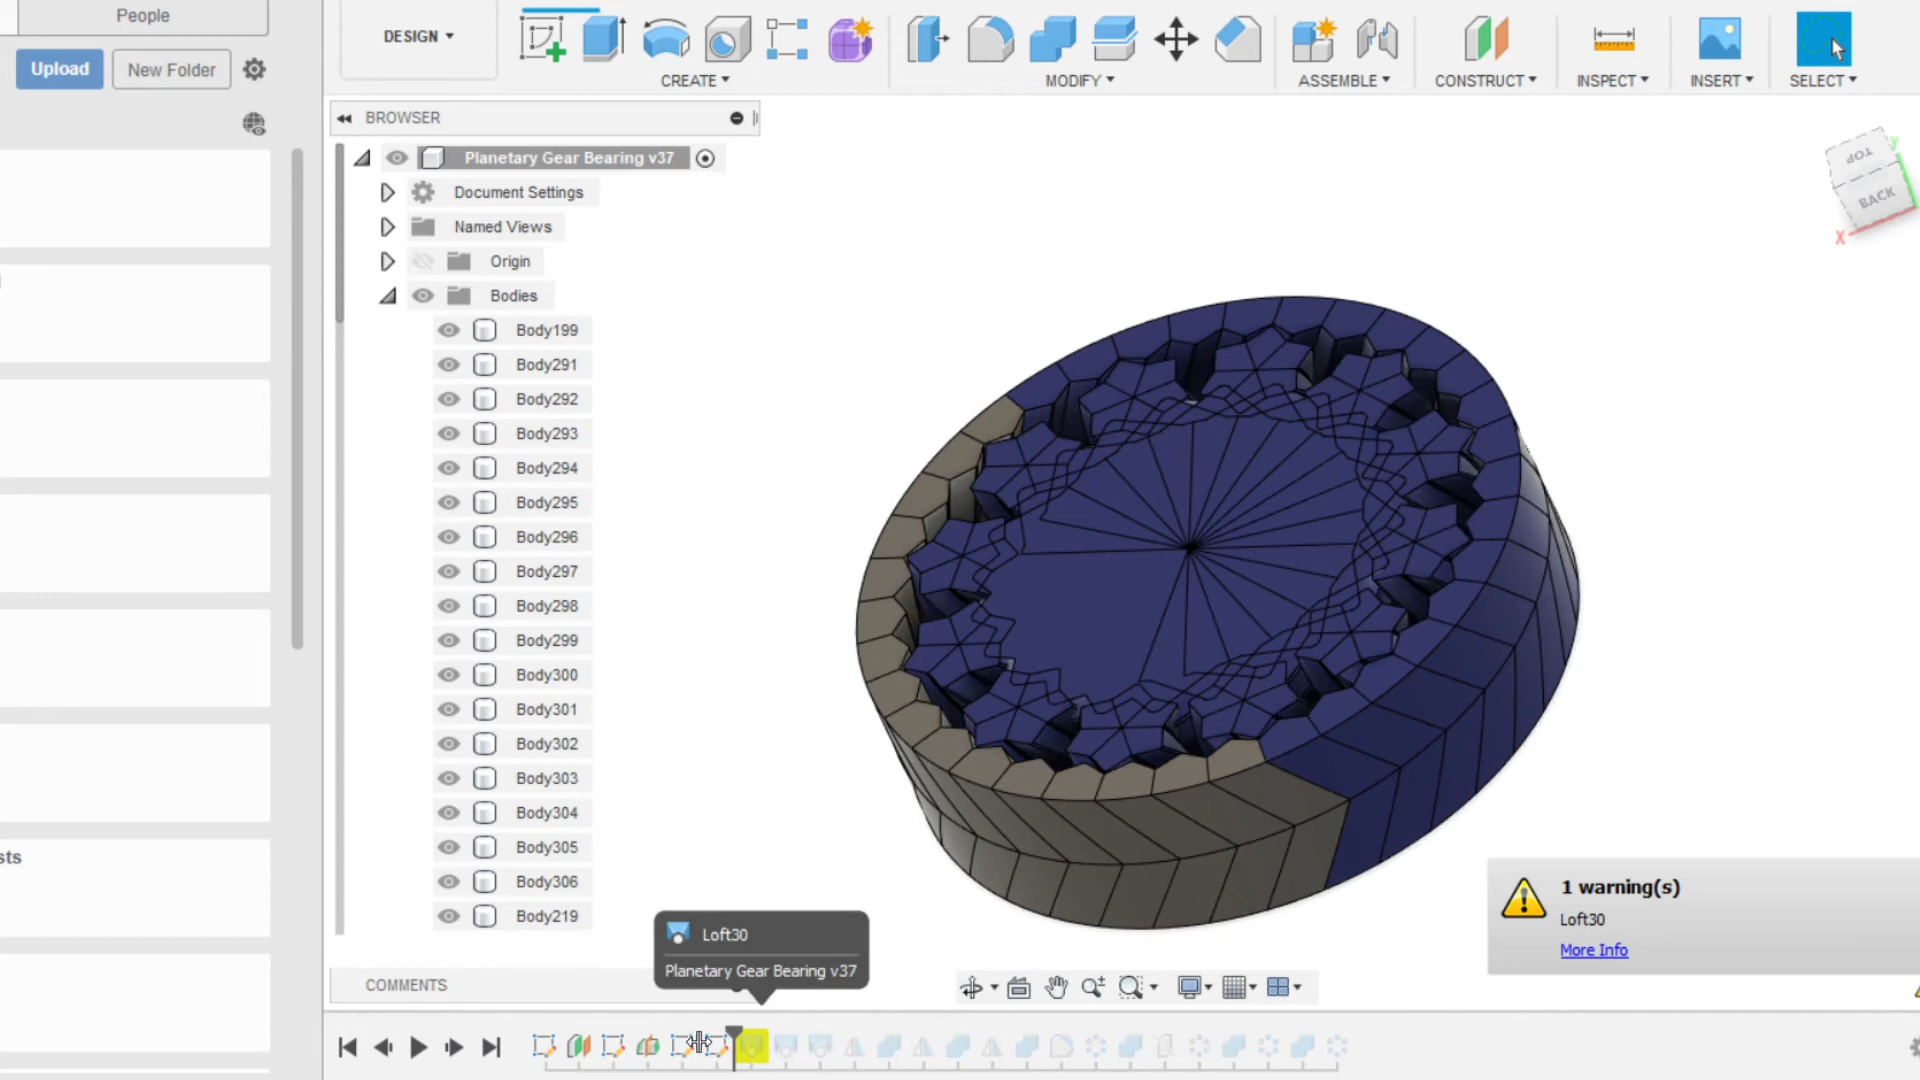 People
Upload
New Folder
sts
DESIGN
CREATE
MODIFY
ASSEMBLE
CONSTRUCT
INSPECT
INSERT
SELECT
BROWSER
Planetary Gear Bearing v37
Document Settings
Named Views
Origin
Bodies
Body199
Body291
Body292
Body293
Body294
Body295
Body296
Body297
Body298
Body299
Body300
Body301
Body302
Body303
Body304
Body305
Body306
Body219
TOP
BACK
Y
X
1 warning(s)
Loft30
More Info
Loft30
Planetary Gear Bearing v37
COMMENTS